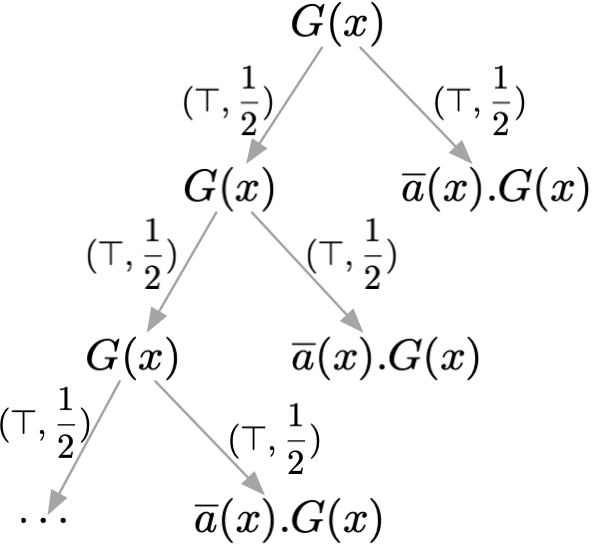 G(x)
(⊤, 1/2) (⊤, 1/2)
G(x) a̅(x).G(x)
(⊤, 1/2) (⊤, 1/2)
G(x) a̅(x).G(x)
(⊤, 1/2) (⊤, 1/2)
··· a̅(x).G(x)